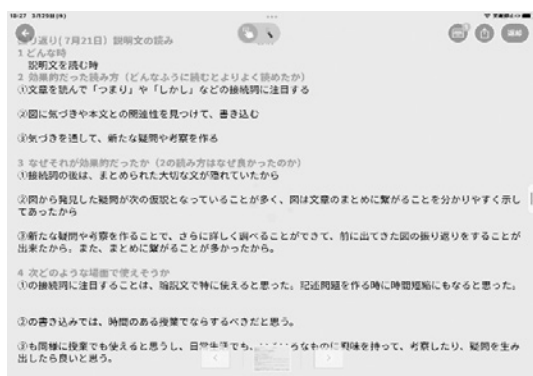 10:27 3月29日(木)
り返り(7月21日) 説明文の読み
1 どんな時
説明文を読む時
2 効果的だった読み方(どんなふうに読むとよりよく読めたか)
①文章を読んで「つまり」や「しかし」などの接続詞に注目する
②図に気づきや本文との関連性を見つけて、書き込む
③気づきを通して、新たな疑問や考察を作る
3 なぜそれが効果的だったか(2の読み方はなぜ良かったのか)
①接続詞の後は、まとめられた大切な文が隠れていたから
②図から発見した疑問が次の仮説となっていることが多く、図は文章のまとめに繋がることを分かりやすく示し
てあったから
③新たな疑問や考察を作ることで、さらに詳しく調べることができて、前に出てきた図の振り返りをすることが
出来たから。また、まとめに繋がることが多かったから。
4 次どのような場面で使えそうか
①の接続詞に注目することは、論説文で特に使えると思った。記述問題を作る時に時間短縮にもなると思った。
②の書き込みでは、時間のある授業でならするべきだと思う。
③も同様に授業でも使えると思うし、日常生活でも、いろいろなものに興味を持って、考察したり、疑問を生み
出したら良いと思う。